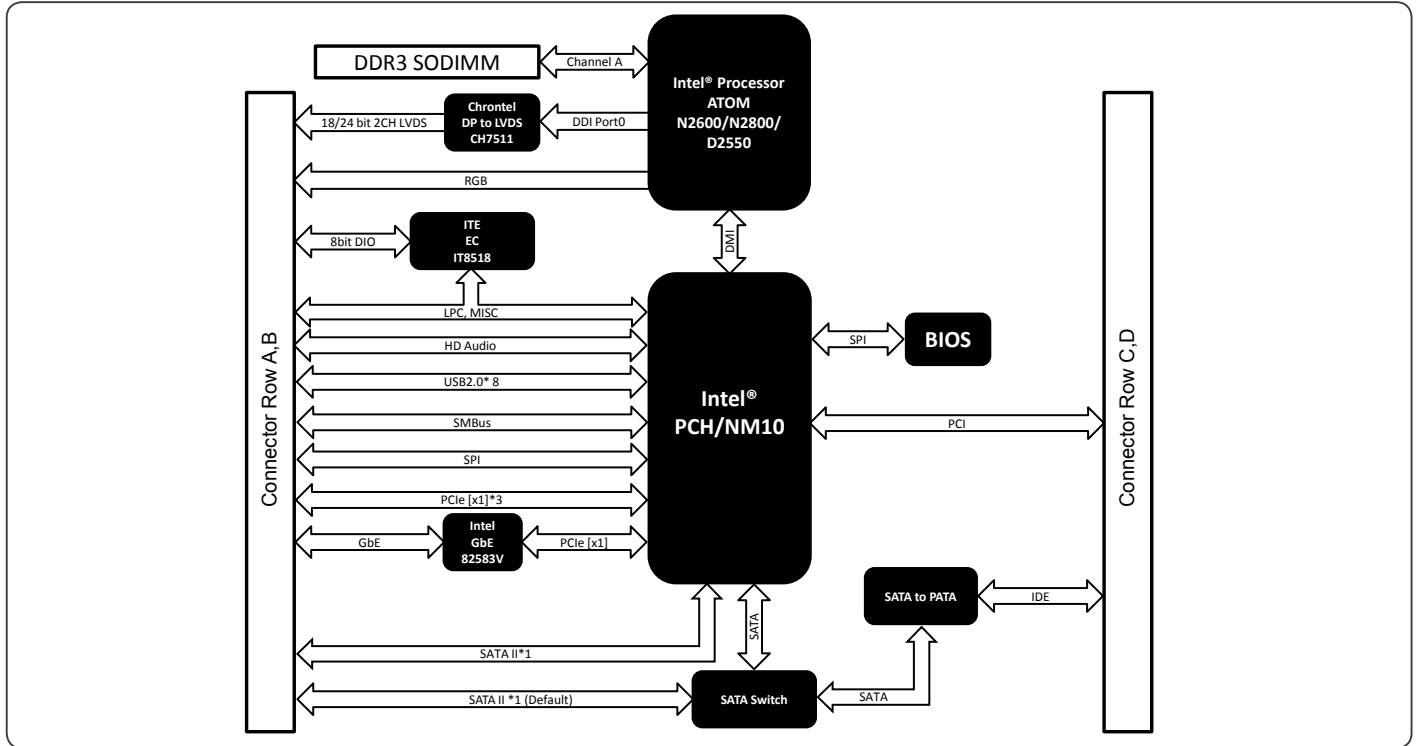 DDR3 SODIMM
Channel A
Intel® Processor
ATOM
N2600/N2800/
D2550
Chrontel
DP to LVDS
CH7511
18/24 bit 2CH LVDS
DDI Port0
RGB
ITE
EC
IT8518
8bit DIO
DMI
LPC, MISC
HD Audio
USB2.0* 8
SMBus
SPI
PCIe [x1]*3
Intel
GbE
82583V
GbE
PCIe [x1]
Intel®
PCH/NM10
SPI
BIOS
PCI
Connector Row A,B
Connector Row C,D
SATA to PATA
IDE
SATA
SATA II*1
SATA II *1 (Default)
SATA Switch
SATA